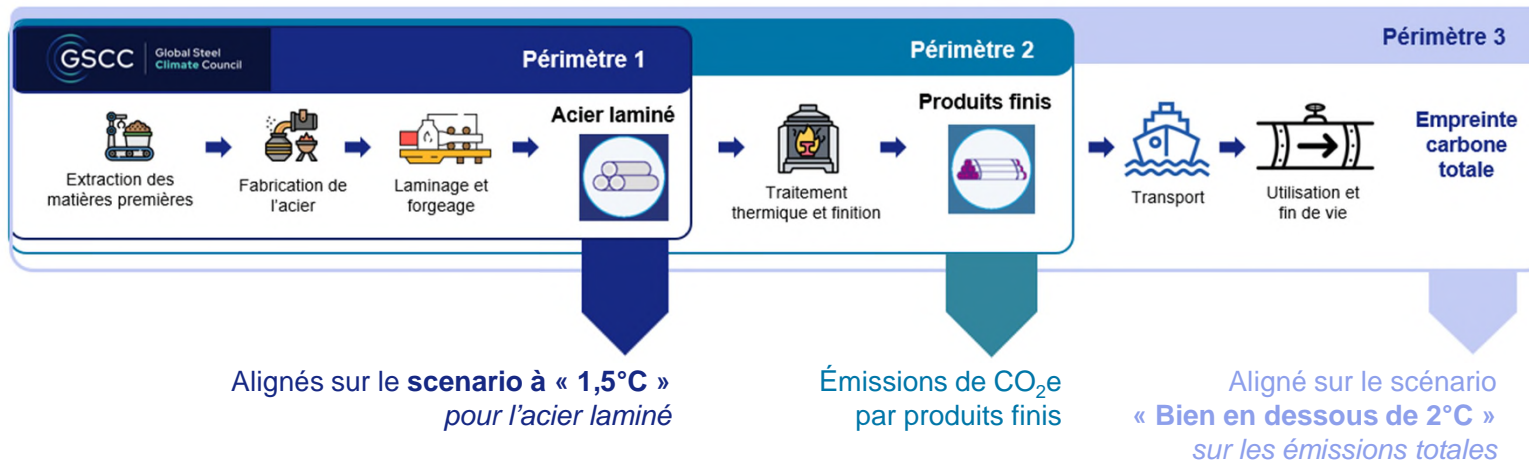 GSCC
Global Steel
Climate Council
Périmètre 1
Périmètre 2
Périmètre 3
Extraction des
matières premières
Fabrication de
l’acier
Laminage et
forgeage
Acier laminé
Traitement
thermique et finition
Produits finis
Transport
Utilisation et
fin de vie
Empreinte
carbone
totale
Alignés sur le scenario à « 1,5°C »
pour l’acier laminé
Émissions de CO₂e
par produits finis
Aligné sur le scénario
« Bien en dessous de 2°C »
sur les émissions totales